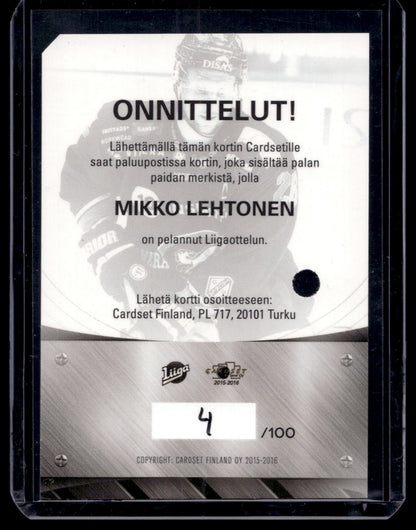 DISAS
ONNITTELUT!
Lähettämällä tämän kortin Cardsetille
saat paluupostissa kortin, joka sisältää palan
paidan merkistä, jolla
MIKKO LEHTONEN
on pelannut Liigaottelun.
Lähetä kortti osoitteeseen:
Cardset Finland, PL 717, 20101 Turku
Liiga
2015-2016
4 /100
COPYRIGHT: CARDSET FINLAND OY 2015-2016